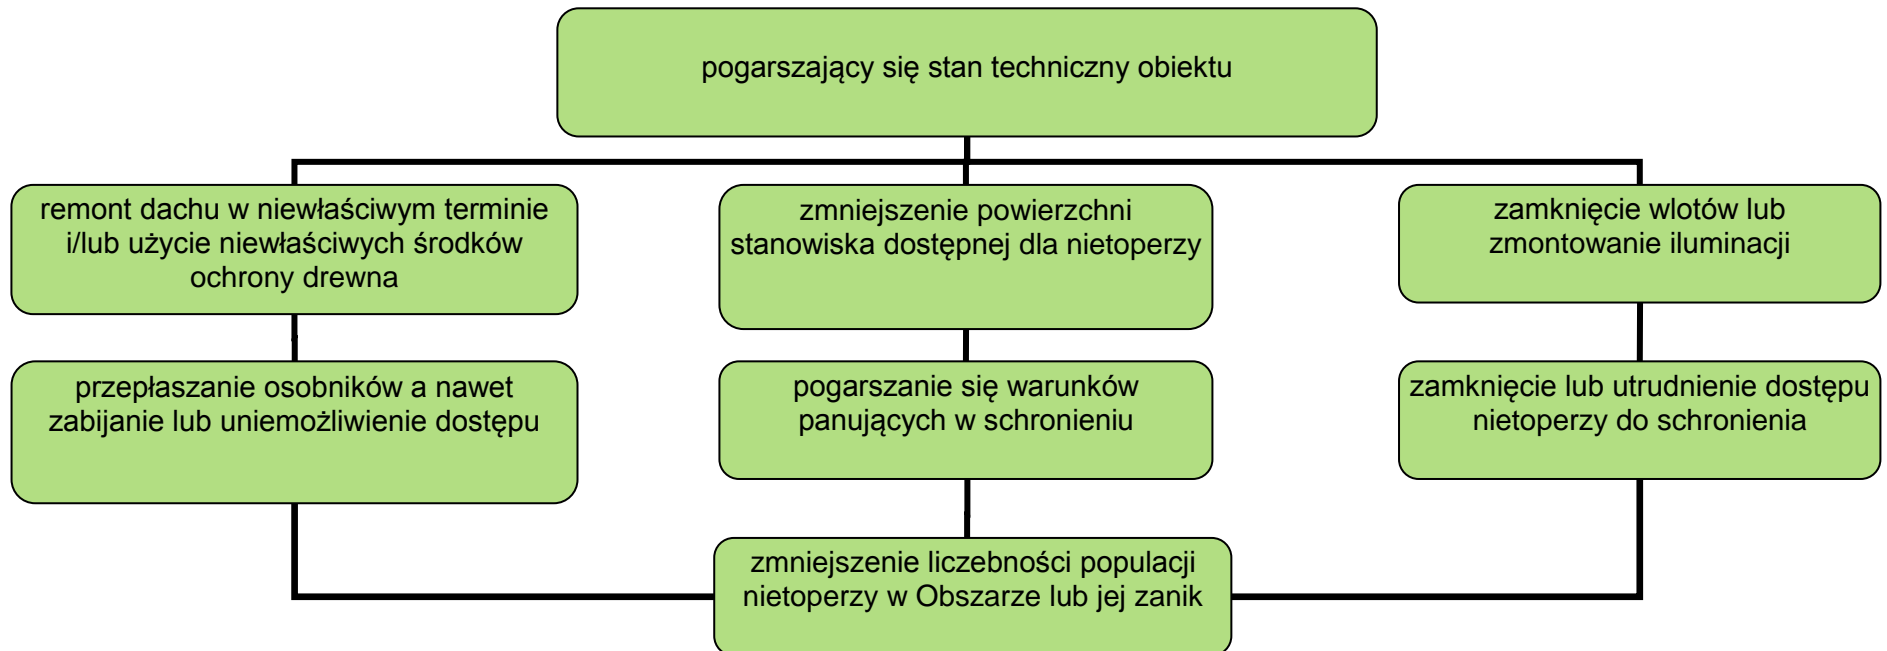 pogarszający się stan techniczny obiektu
remont dachu w niewłaściwym terminie
i/lub użycie niewłaściwych środków
ochrony drewna
zmniejszenie powierzchni
stanowiska dostępnej dla nietoperzy
zamknięcie wlotów lub
zmontowanie iluminacji
przepłaszanie osobników a nawet
zabijanie lub uniemożliwienie dostępu
pogarszanie się warunków
panujących w schronieniu
zamknięcie lub utrudnienie dostępu
nietoperzy do schronienia
zmniejszenie liczebności populacji
nietoperzy w Obszarze lub jej zanik